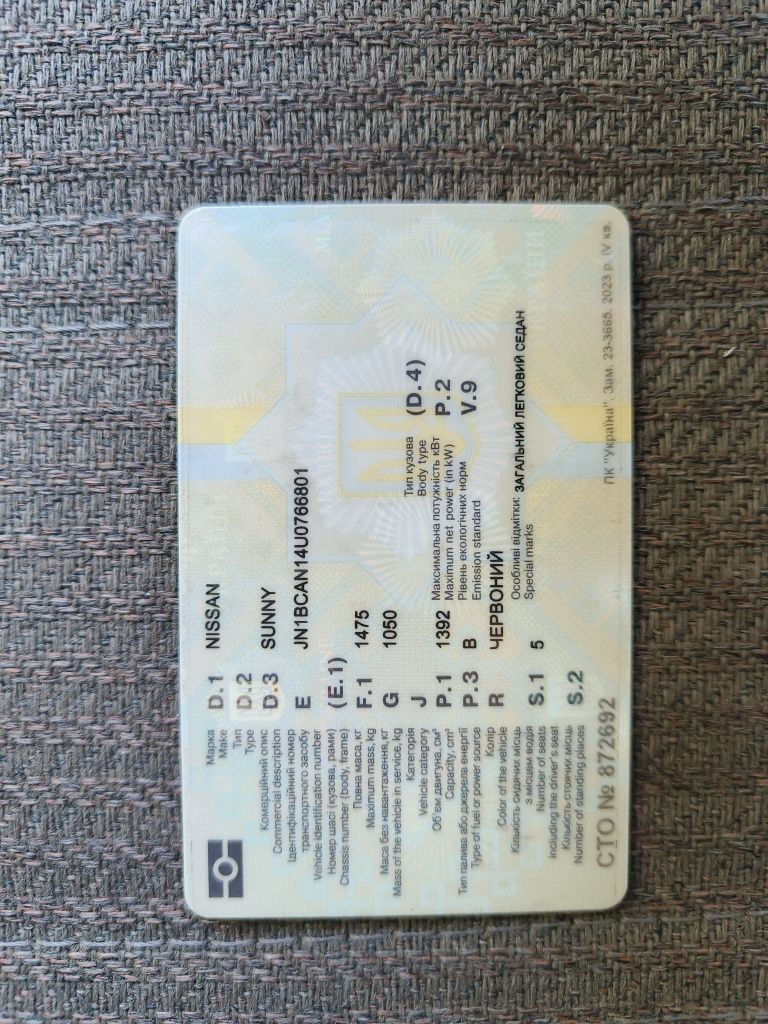 Марка D.1 NISSAN
Make
Тип D.2
Type
Комерційний опис D.3 SUNNY
Commercial description
Ідентифікаційний номер E JN1BCAN14U0766801
транспортного засобу
Vehicle identification number
Номер шасі (кузова, рами) (E.1)
Chassis number (body, frame)
Повна маса, кг F.1 1475
Maximum mass, kg
Маса без навантаження, кг G 1050
Mass of the vehicle in service, kg
Категорія J Тип кузова (D.4)
Vehicle category Body type
Об'єм двигуна, см³ P.1 1392 Максимальна потужність кВт P.2
Capacity, cm³ Maximum net power (in kW)
Тип палива або джерела енергії P.3 B Рівень екологічних норм V.9
Type of fuel or power source Emission standard
Колір R ЧЕРВОНИЙ
Color of the vehicle
Кількість сидячих місць S.1 5 Особливі відмітки: ЗАГАЛЬНИЙ ЛЕГКОВИЙ СЕДАН
з місцем водія Special marks
Number of seats
including the driver's seat
Кількість стоячих місць S.2
Number of standing places
СТО № 872692 ПК "Україна". Зам. 23-3665. 2023 р. IV кв.